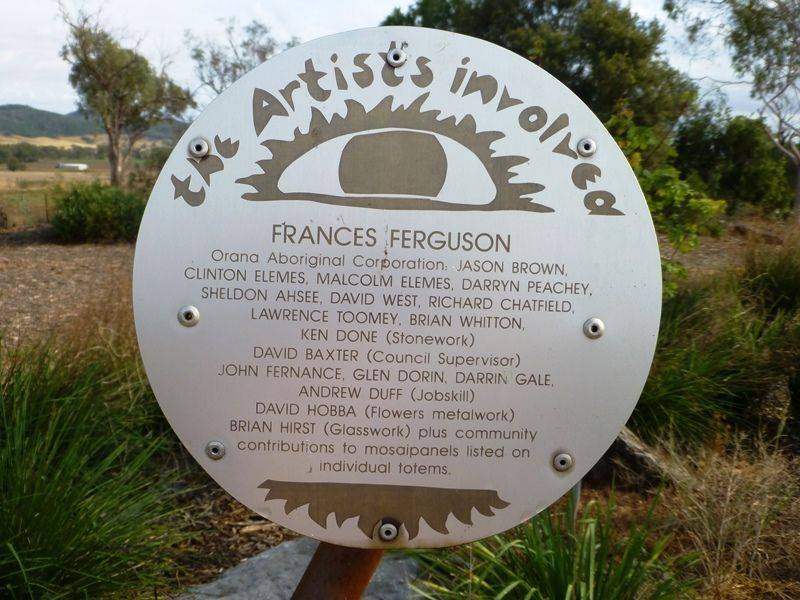 the Artists involved
FRANCES FERGUSON
Orana Aboriginal Corporation: JASON BROWN,
CLINTON ELEMES, MALCOLM ELEMES, DARRYN PEACHEY,
SHELDON AHSEE, DAVID WEST, RICHARD CHATFIELD,
LAWRENCE TOOMEY, BRIAN WHITTON,
KEN DONE (Stonework)
DAVID BAXTER (Council Supervisor)
JOHN FERNANCE, GLEN DORIN, DARRIN GALE,
ANDREW DUFF (Jobskill)
DAVID HOBBA (Flowers metalwork)
BRIAN HIRST (Glasswork) plus community
contributions to mosaipanels listed on
individual totems.